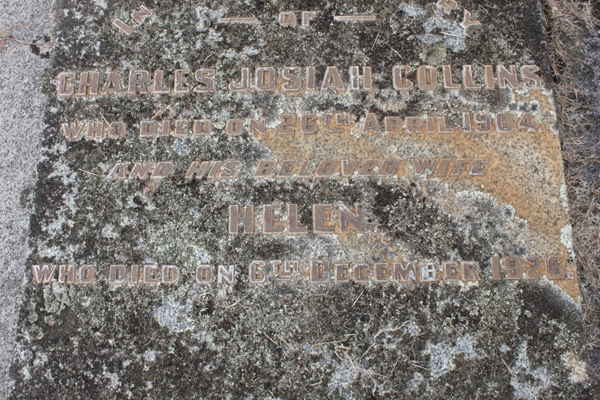 OF
CHARLES JOSIAH COLLINS
WHO DIED ON 26TH APRIL 1904.
AND HIS BELOVED WIFE
HELEN
WHO DIED ON 6TH DECEMBER